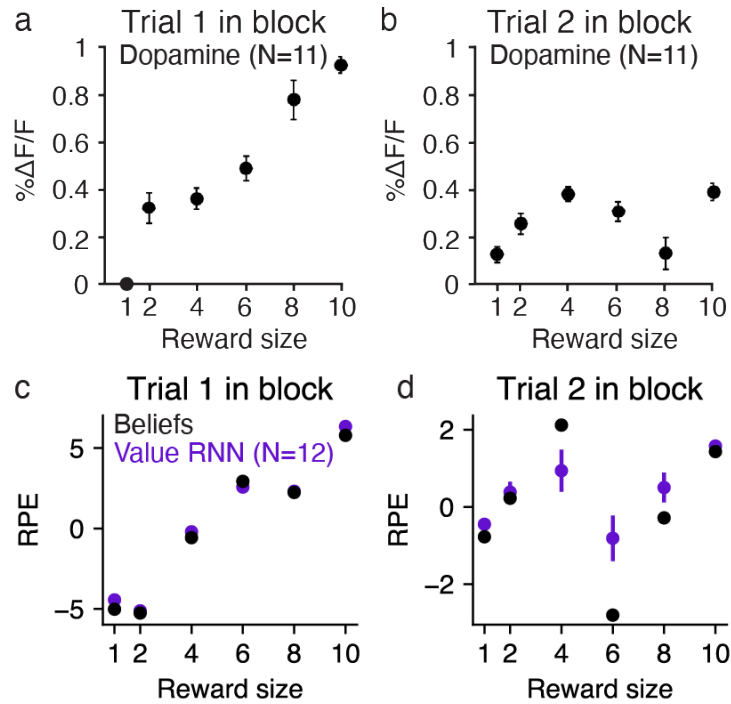 a
Trial 1 in block
Dopamine (N=11)
%ΔF/F
1
0.8
0.6
0.4
0.2
0
1 2 4 6 8 10
Reward size
b
Trial 2 in block
Dopamine (N=11)
%ΔF/F
1
0.8
0.6
0.4
0.2
0
1 2 4 6 8 10
Reward size
c
Trial 1 in block
Beliefs
Value RNN (N=12)
RPE
5
0
−5
1 2 4 6 8 10
Reward size
d
Trial 2 in block
RPE
2
0
−2
1 2 4 6 8 10
Reward size